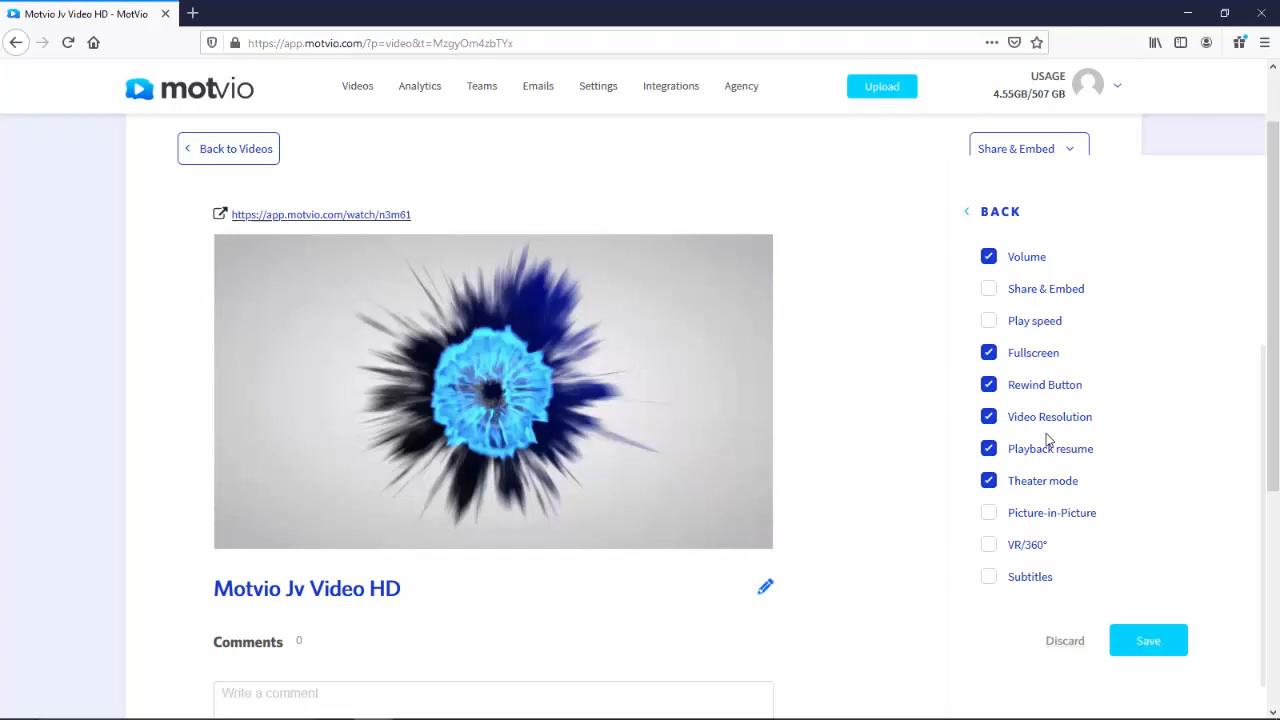 Motvio Jv Video HD - MotVio
https://app.motvio.com/?p=video&t=MzgyOm4zbTYx
motvio
Videos
Analytics
Teams
Emails
Settings
Integrations
Agency
Upload
USAGE
4.55GB/507 GB
Back to Videos
Share & Embed
https://app.motvio.com/watch/n3m61
BACK
Volume
Share & Embed
Play speed
Fullscreen
Rewind Button
Video Resolution
Playback resume
Theater mode
Picture-in-Picture
VR/360°
Subtitles
Discard
Save
Motvio Jv Video HD
Comments 0
Write a comment